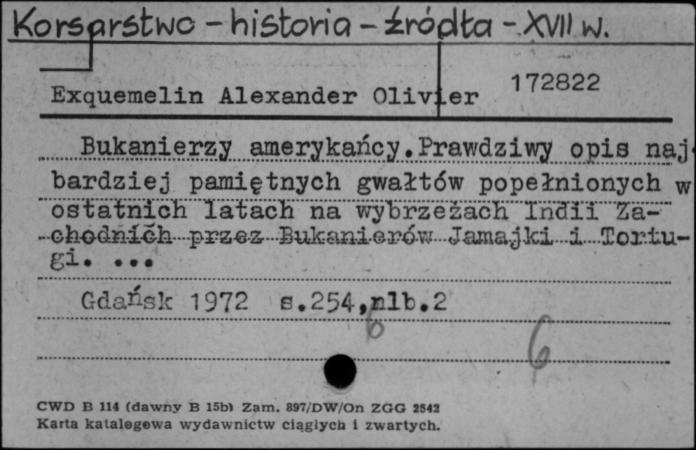 Korsarstwo - historia - źródła - XVII w.
172822
Exquemelin Alexander Olivier
Bukanierzy amerykańcy. Prawdziwy opis naj-
bardziej pamiętnych gwałtów popełnionych w
ostatnich latach na wybrzeżach Indii Za-
chodnich przez Bukanierów Jamajki i Tortu-
gi. ...
Gdańsk 1972 s.254, nlb.2
6 6
CWD B 114 (dawny B 15b) Zam. 897/DW/On ZGG 2542
Karta katalogowa wydawnictw ciągłych i zwartych.